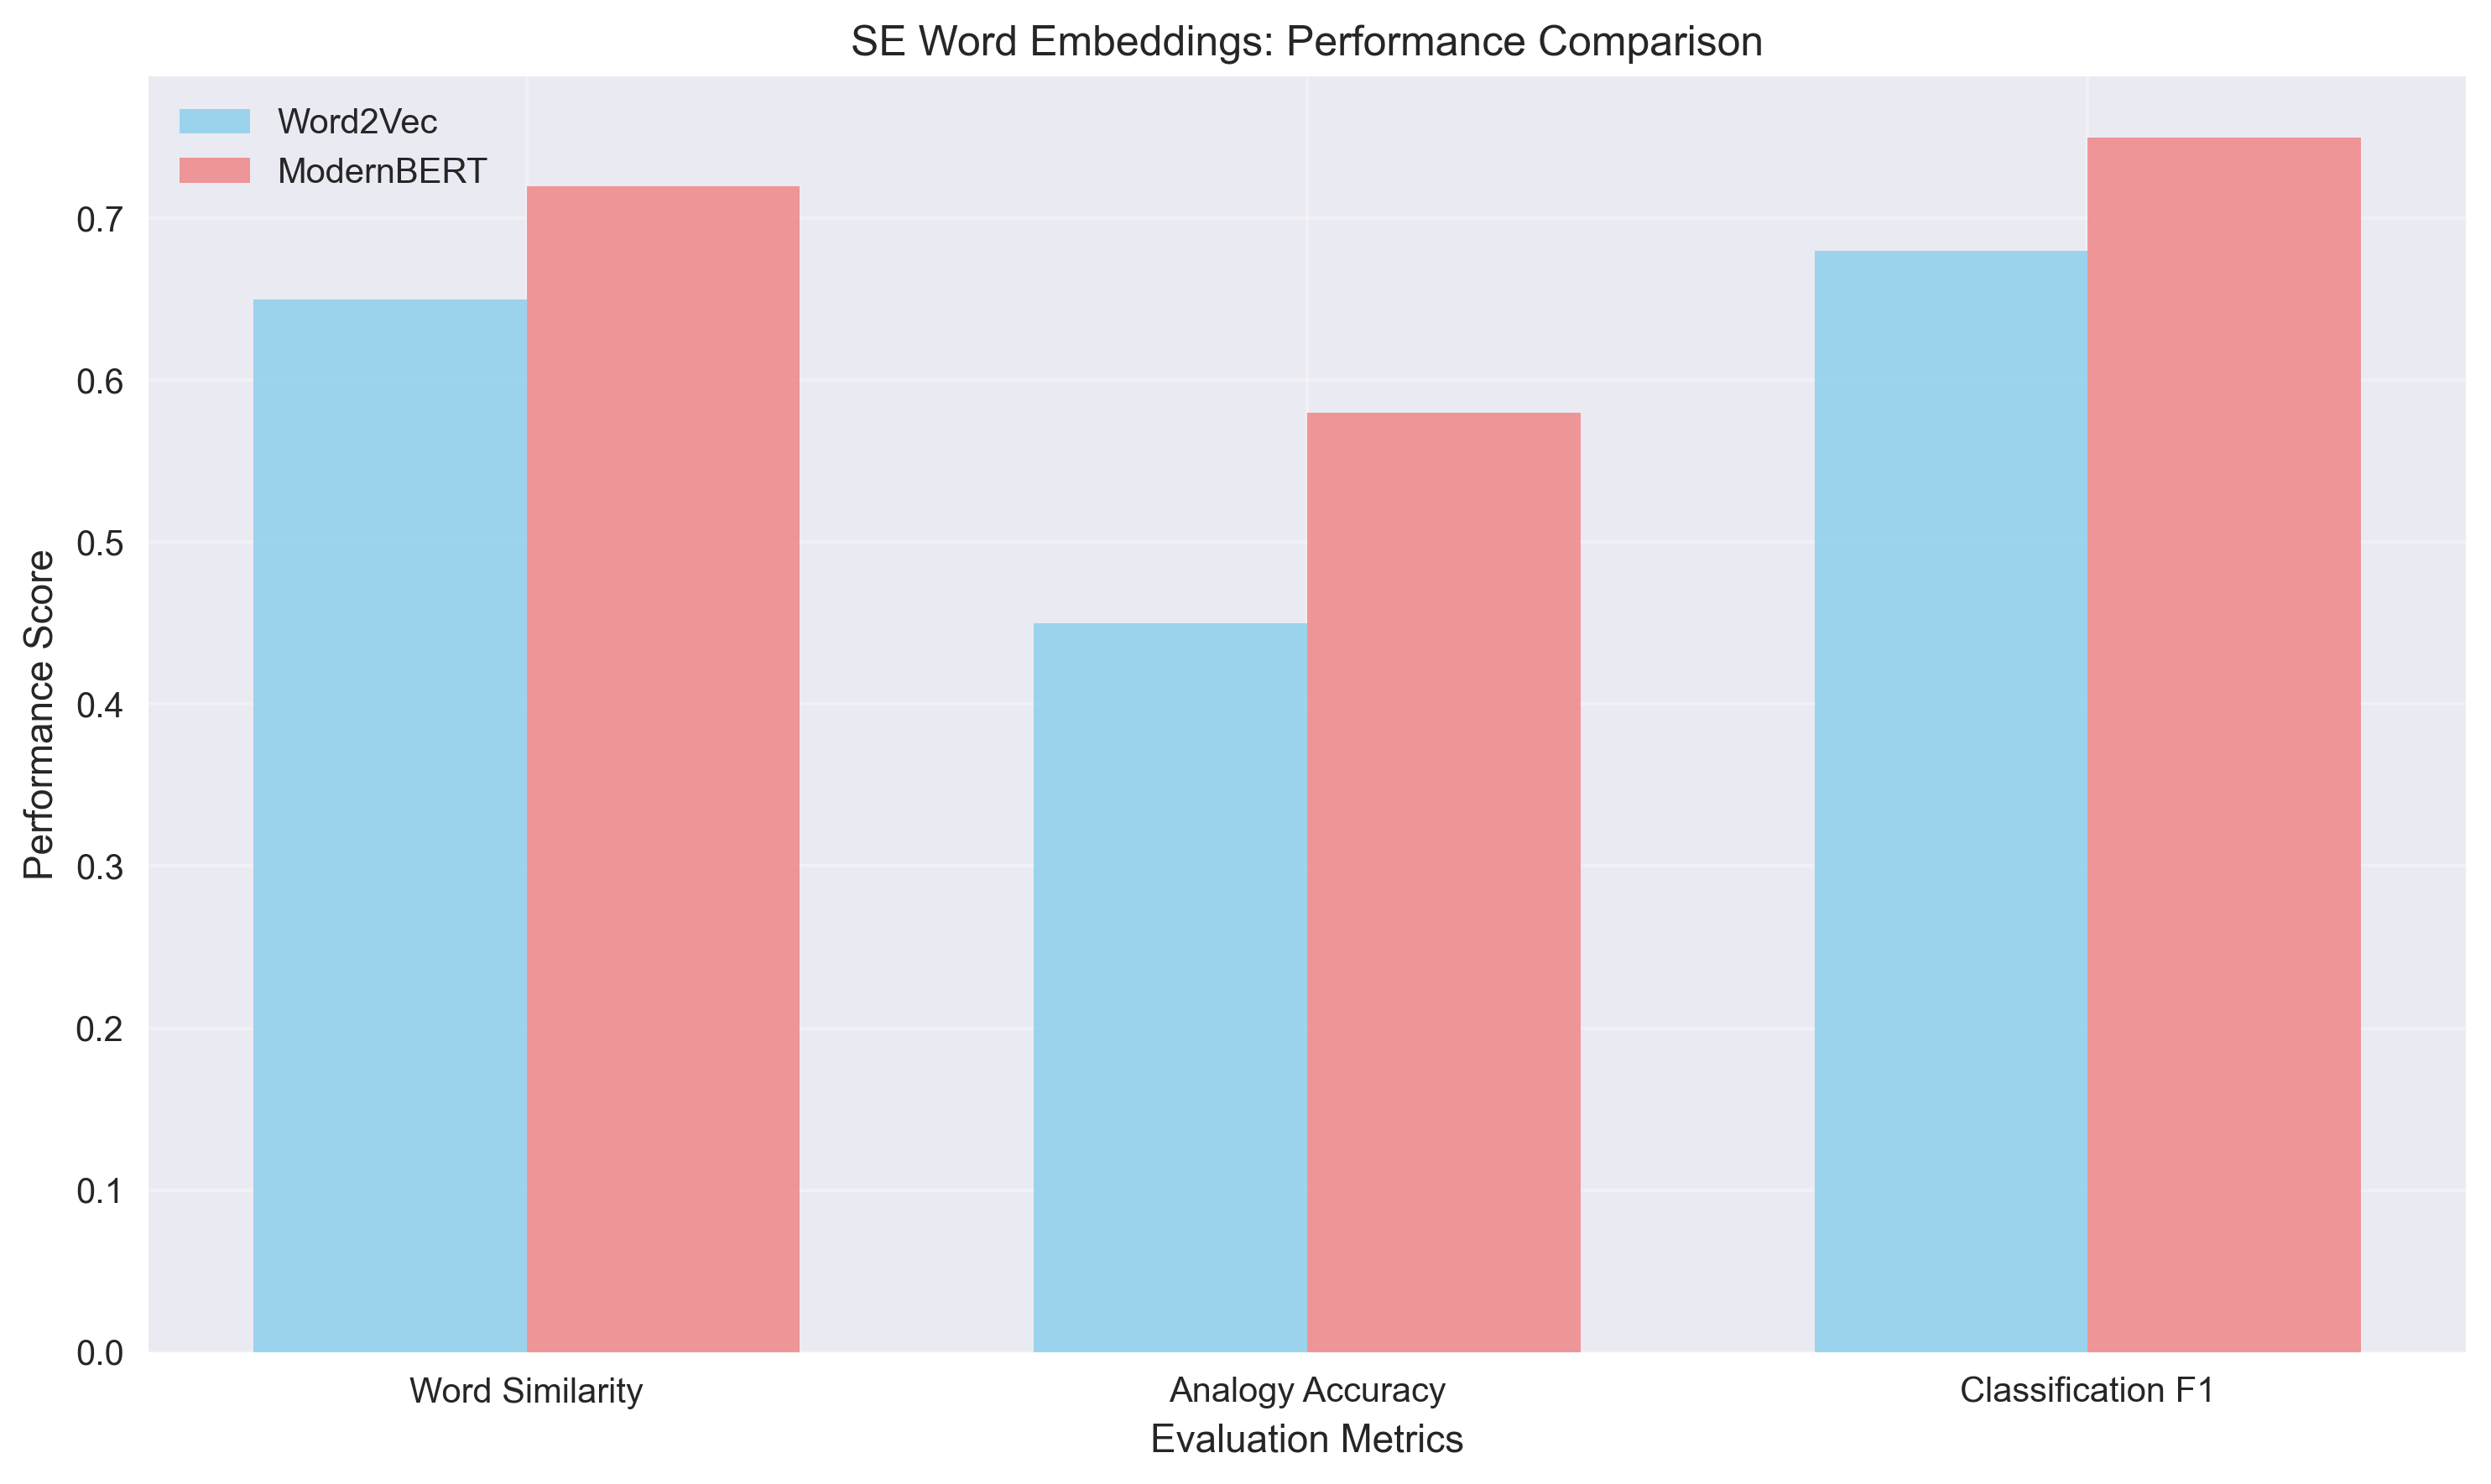 SE Word Embeddings: Performance Comparison
Word2Vec
ModernBERT
Performance Score
0.7
0.6
0.5
0.4
0.3
0.2
0.1
0.0
Word Similarity
Analogy Accuracy
Classification F1
Evaluation Metrics